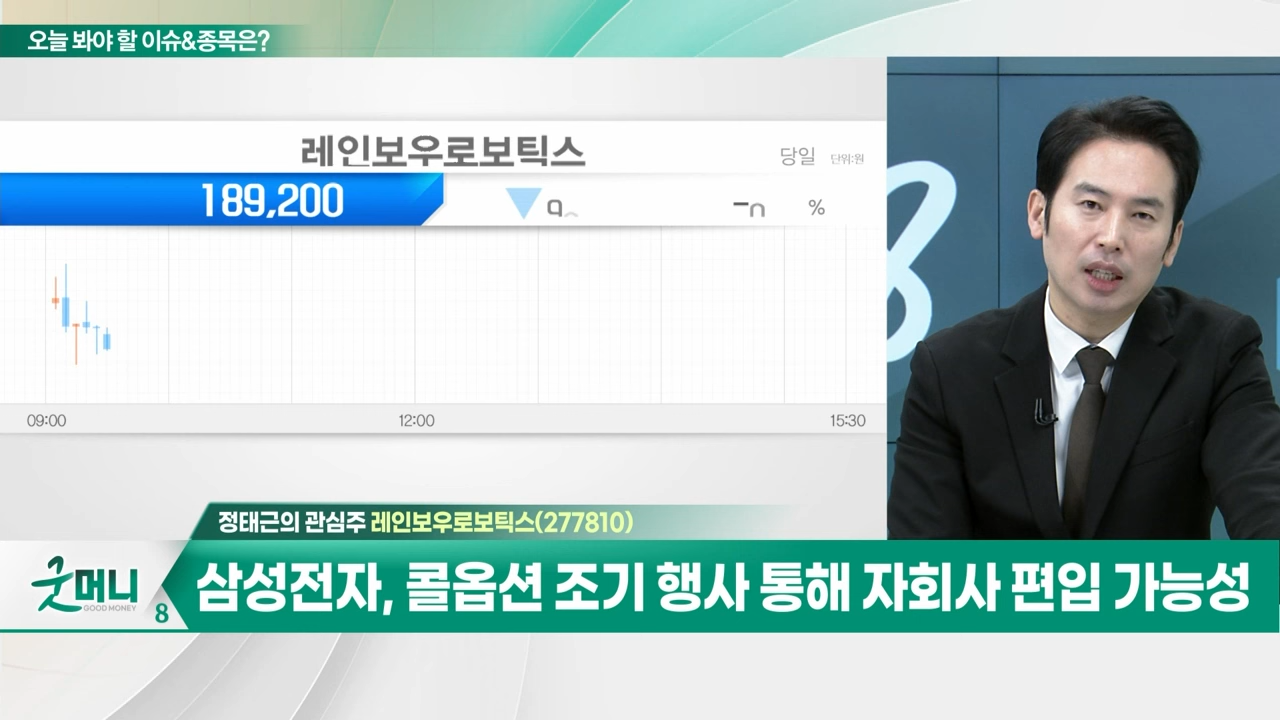 오늘 봐야 할 이슈&종목은?
레인보우로보틱스
당일 단위:원
189,200
%
09:00 12:00 15:30
정태근의 관심주 레인보우로보틱스(277810)
굿머니
GOOD MONEY
8
삼성전자, 콜옵션 조기 행사 통해 자회사 편입 가능성